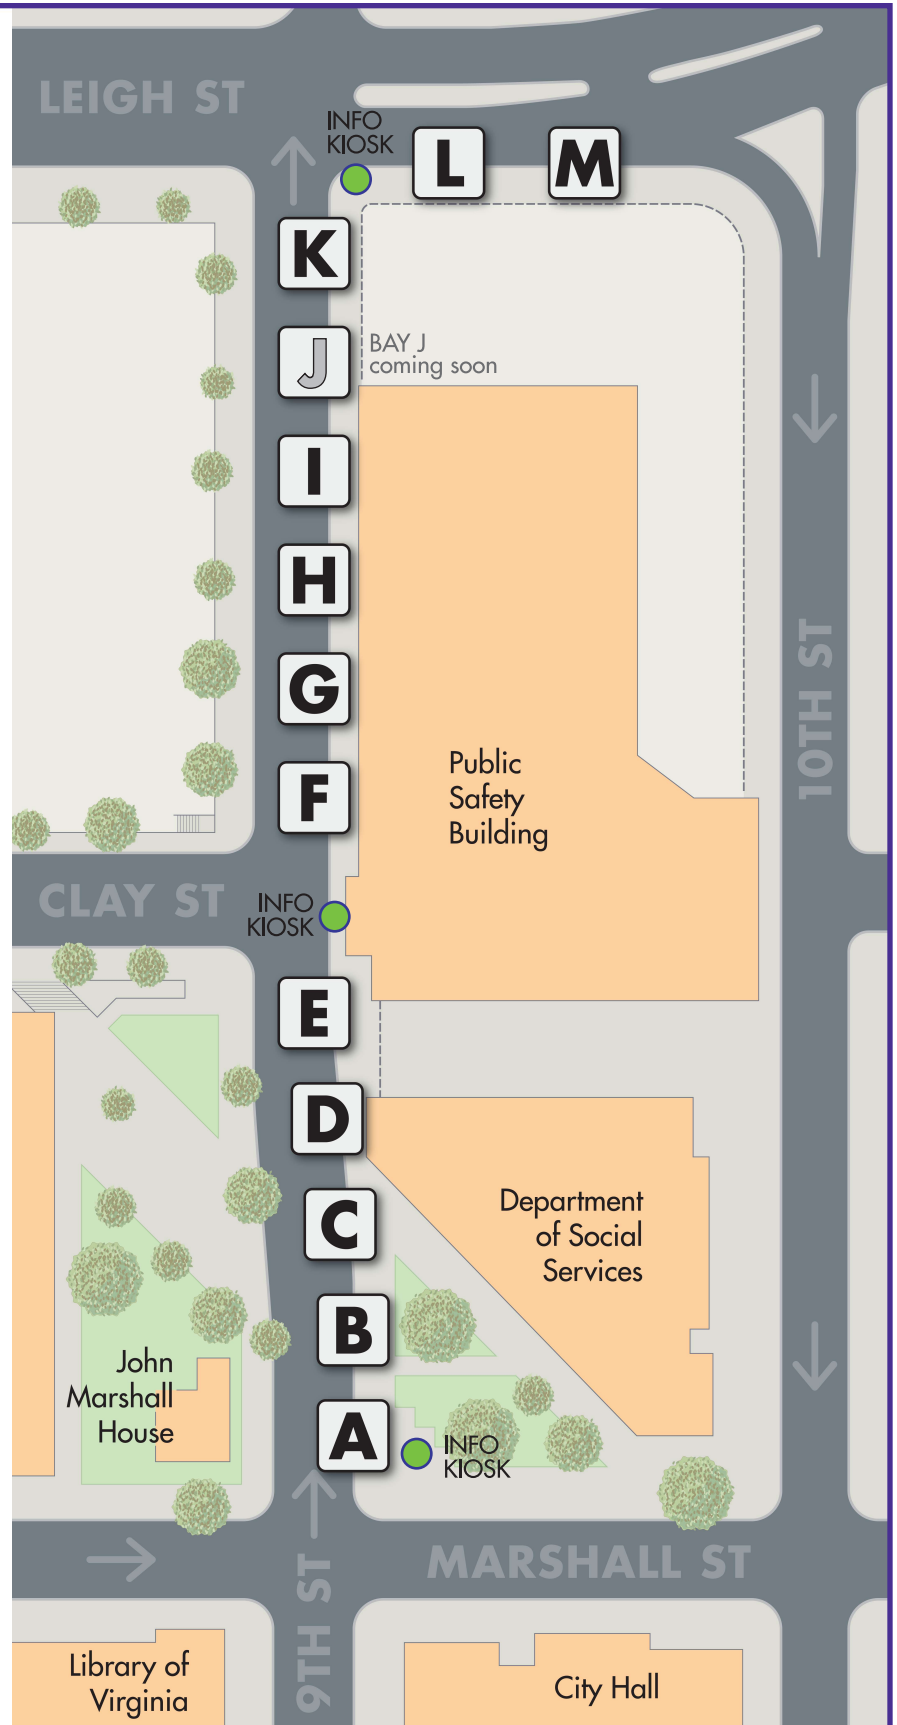 LEIGH ST
INFO
KIOSK
L
M
K
J
BAY J
coming soon
I
H
G
F
10TH ST
Public
Safety
Building
CLAY ST
INFO
KIOSK
E
D
C
Department
of Social
Services
B
John
Marshall
House
A
INFO
KIOSK
MARSHALL ST
9TH ST
Library of
Virginia
City Hall